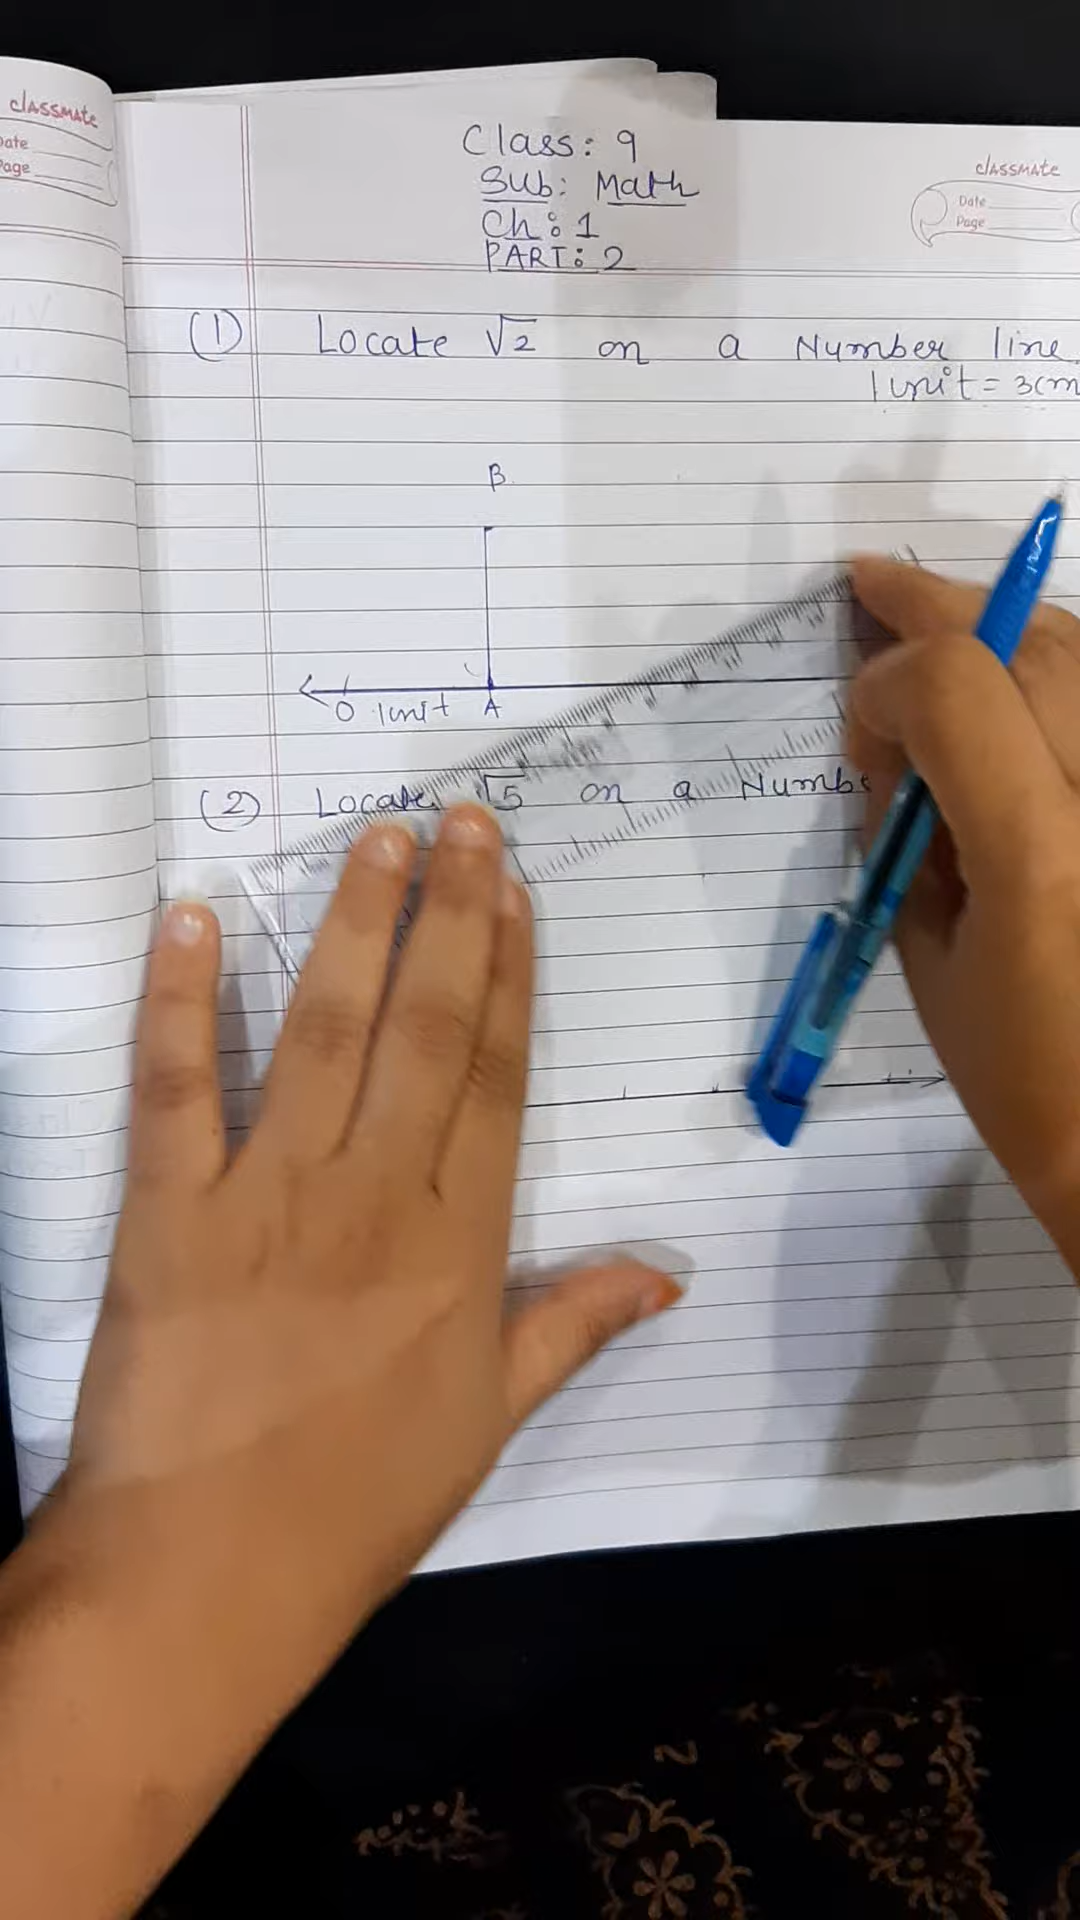 classmate
Date
Page
classmate
Date
Page
Class: 9
Sub: Math
Ch: 1
PART: 2
(1) Locate √2 on a Number line.
1 unit = 3cm
B
0 1unit A
(2) Locate √5 on a Numbe